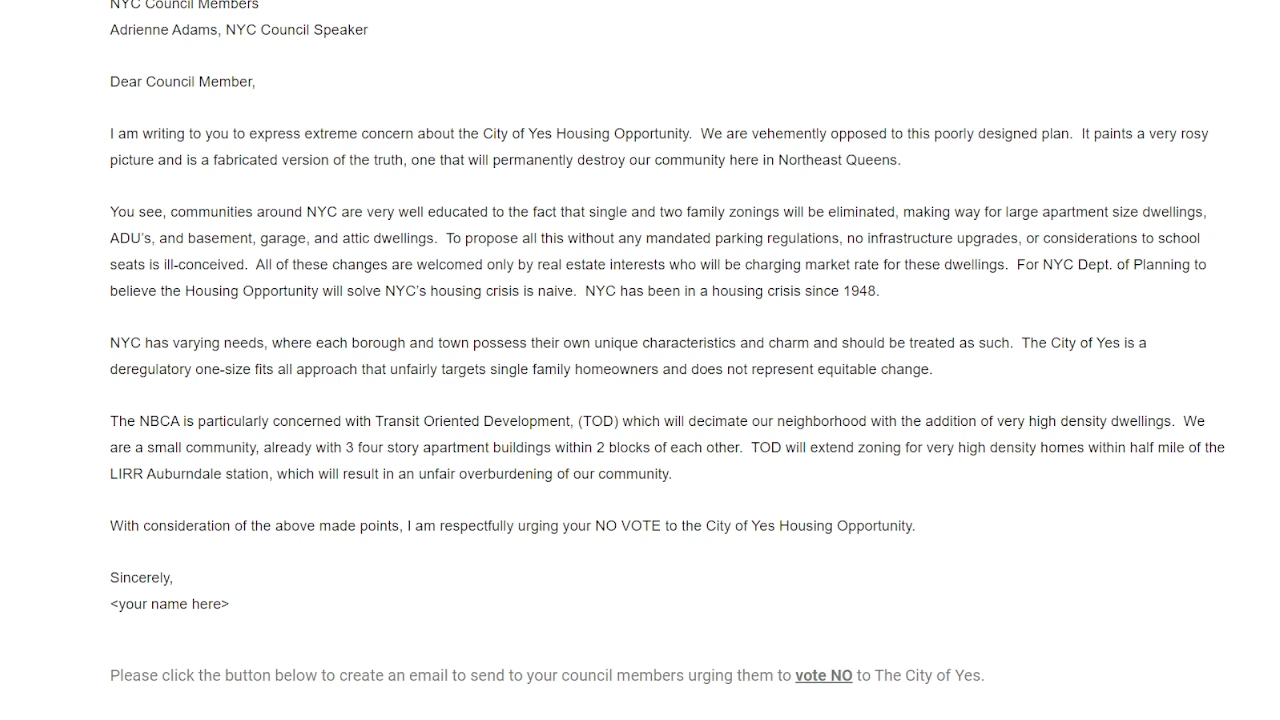 NYC Council Members
Adrienne Adams, NYC Council Speaker
Dear Council Member,
I am writing to you to express extreme concern about the City of Yes Housing Opportunity.  We are vehemently opposed to this poorly designed plan.  It paints a very rosy
picture and is a fabricated version of the truth, one that will permanently destroy our community here in Northeast Queens.
You see, communities around NYC are very well educated to the fact that single and two family zonings will be eliminated, making way for large apartment size dwellings,
ADU's, and basement, garage, and attic dwellings.  To propose all this without any mandated parking regulations, no infrastructure upgrades, or considerations to school
seats is ill-conceived.  All of these changes are welcomed only by real estate interests who will be charging market rate for these dwellings.  For NYC Dept. of Planning to
believe the Housing Opportunity will solve NYC's housing crisis is naive.  NYC has been in a housing crisis since 1948.
NYC has varying needs, where each borough and town possess their own unique characteristics and charm and should be treated as such.  The City of Yes is a
deregulatory one-size fits all approach that unfairly targets single family homeowners and does not represent equitable change.
The NBCA is particularly concerned with Transit Oriented Development, (TOD) which will decimate our neighborhood with the addition of very high density dwellings.  We
are a small community, already with 3 four story apartment buildings within 2 blocks of each other.  TOD will extend zoning for very high density homes within half mile of the
LIRR Auburndale station, which will result in an unfair overburdening of our community.
With consideration of the above made points, I am respectfully urging your NO VOTE to the City of Yes Housing Opportunity.
Sincerely,
<your name here>
Please click the button below to create an email to send to your council members urging them to vote NO to The City of Yes.